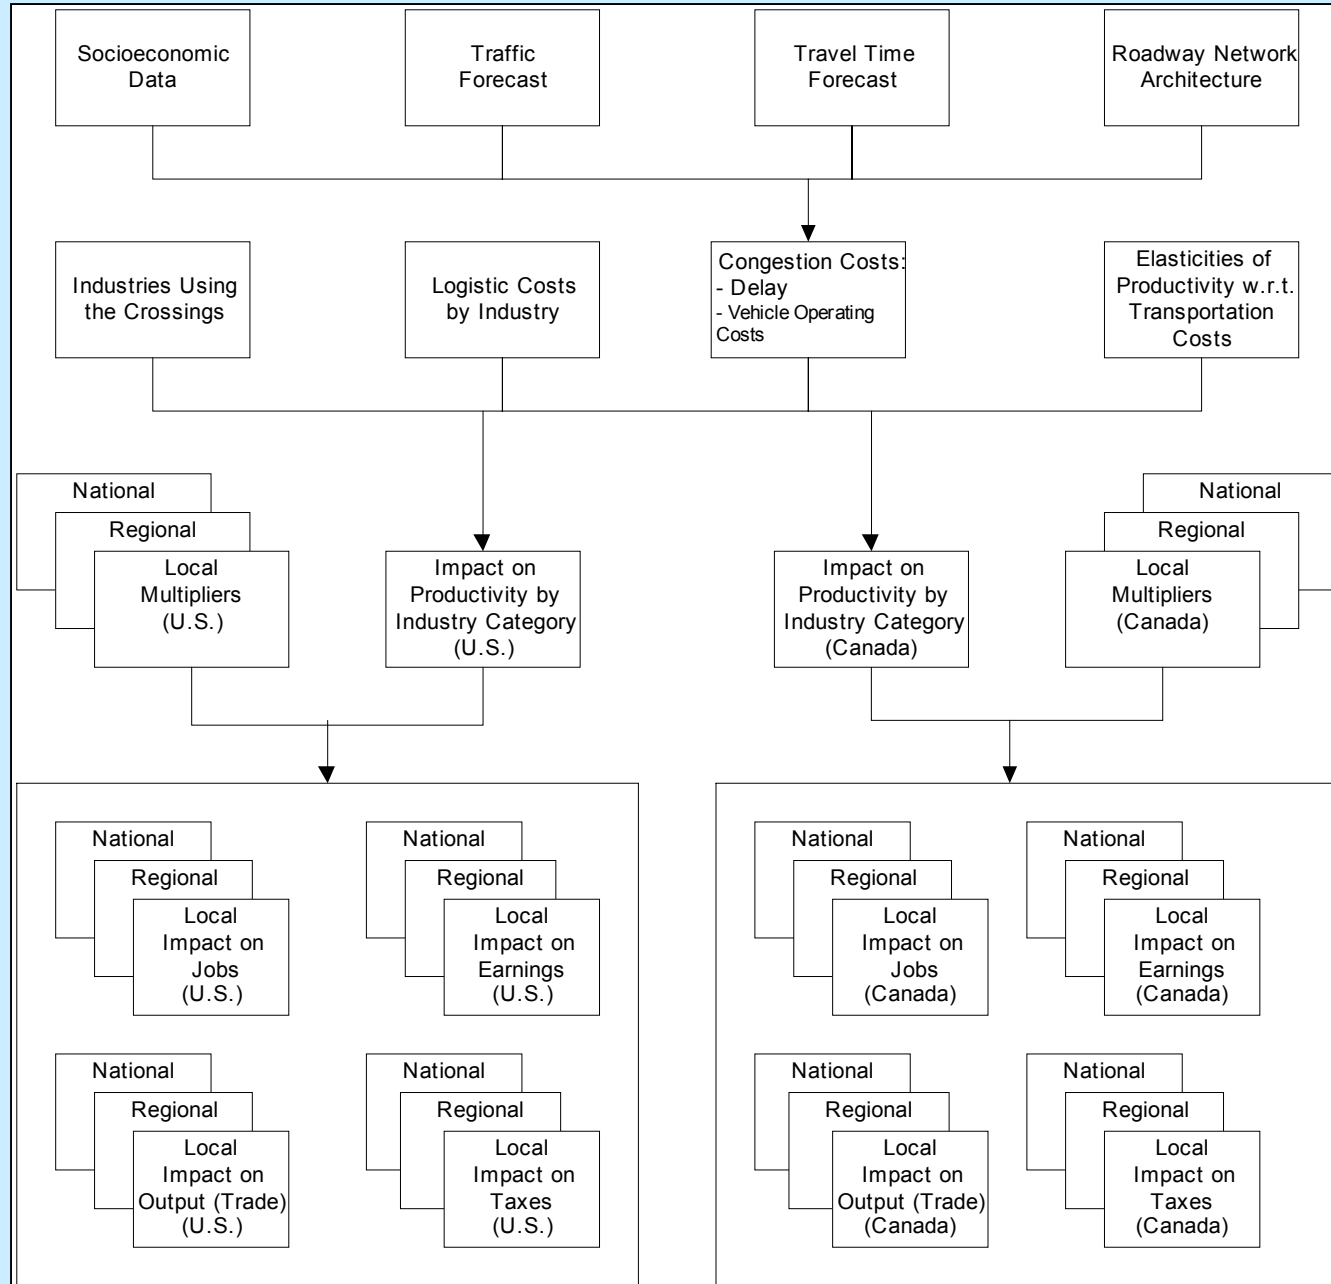 Socioeconomic
Data
Traffic
Forecast
Travel Time
Forecast
Roadway Network
Architecture
Industries Using
the Crossings
Logistic Costs
by Industry
Congestion Costs:
- Delay
- Vehicle Operating
Costs
Elasticities of
Productivity w.r.t.
Transportation
Costs
National
Regional
Local
Multipliers
(U.S.)
Impact on
Productivity by
Industry Category
(U.S.)
Impact on
Productivity by
Industry Category
(Canada)
National
Regional
Local
Multipliers
(Canada)
National
Regional
Local
Impact on
Jobs
(U.S.)
National
Regional
Local
Impact on
Earnings
(U.S.)
National
Regional
Local
Impact on
Jobs
(Canada)
National
Regional
Local
Impact on
Earnings
(Canada)
National
Regional
Local
Impact on
Output (Trade)
(U.S.)
National
Regional
Local
Impact on
Taxes
(U.S.)
National
Regional
Local
Impact on
Output (Trade)
(Canada)
National
Regional
Local
Impact on
Taxes
(Canada)